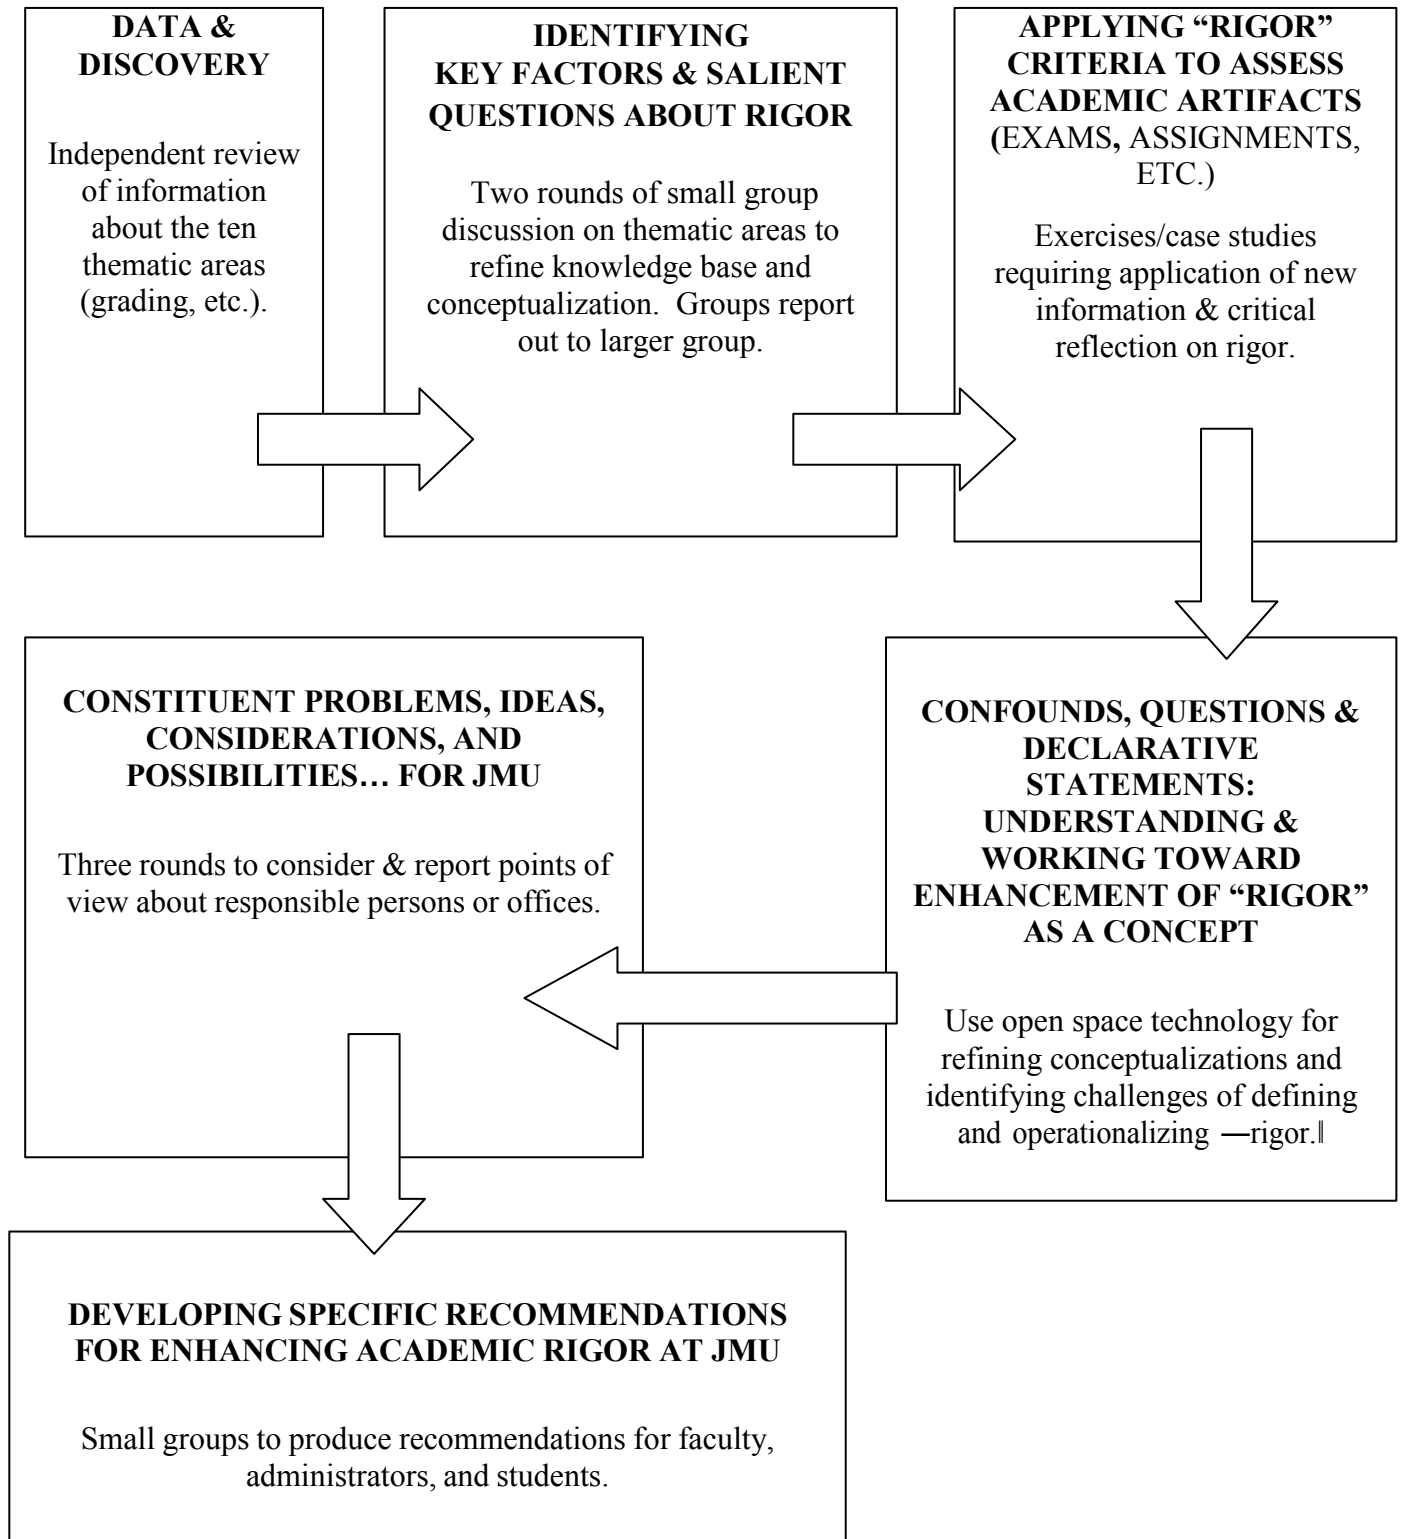 DATA &
DISCOVERY
Independent review
of information
about the ten
thematic areas
(grading, etc.).
IDENTIFYING
KEY FACTORS & SALIENT
QUESTIONS ABOUT RIGOR
Two rounds of small group
discussion on thematic areas to
refine knowledge base and
conceptualization. Groups report
out to larger group.
APPLYING “RIGOR”
CRITERIA TO ASSESS
ACADEMIC ARTIFACTS
(EXAMS, ASSIGNMENTS,
ETC.)
Exercises/case studies
requiring application of new
information & critical
reflection on rigor.
CONFOUNDS, QUESTIONS &
DECLARATIVE
STATEMENTS:
UNDERSTANDING &
WORKING TOWARD
ENHANCEMENT OF “RIGOR”
AS A CONCEPT
Use open space technology for
refining conceptualizations and
identifying challenges of defining
and operationalizing ―rigor.‖
CONSTITUENT PROBLEMS, IDEAS,
CONSIDERATIONS, AND
POSSIBILITIES… FOR JMU
Three rounds to consider & report points of
view about responsible persons or offices.
DEVELOPING SPECIFIC RECOMMENDATIONS
FOR ENHANCING ACADEMIC RIGOR AT JMU
Small groups to produce recommendations for faculty,
administrators, and students.